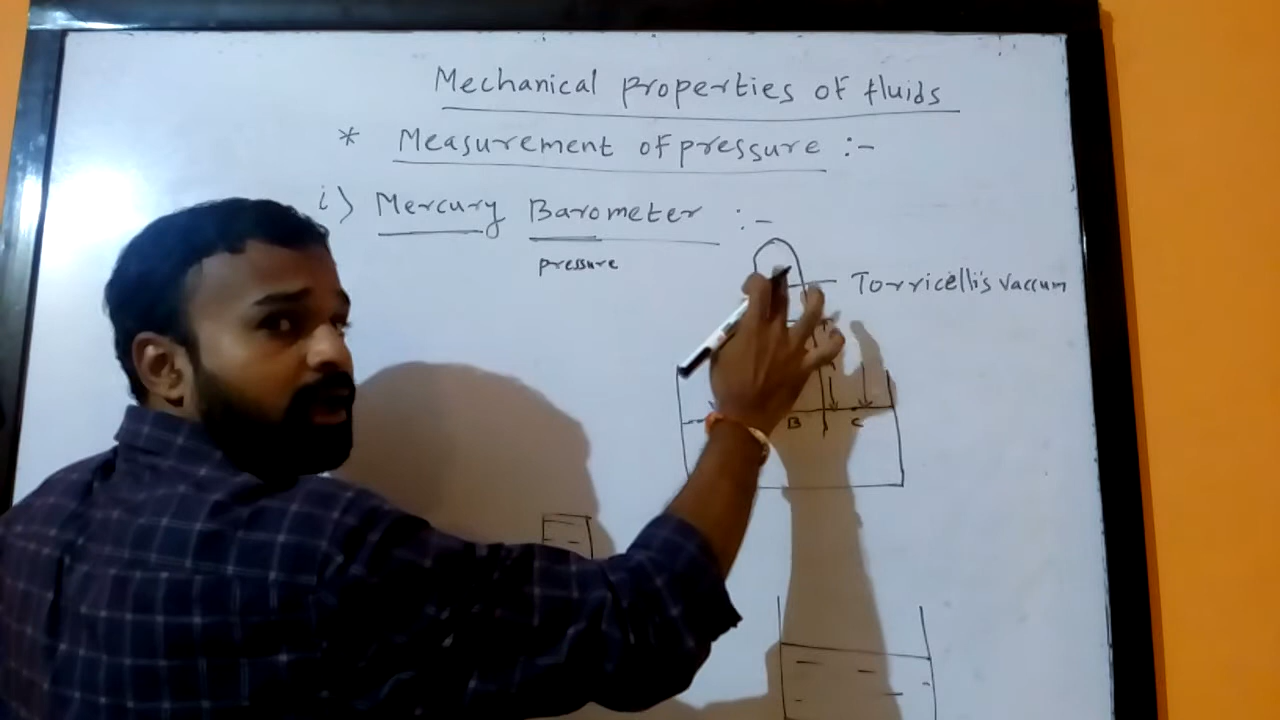 Mechanical properties of fluids
* Measurement of pressure :-
i) Mercury Barometer :-
pressure
Torricelli's vaccum
B C